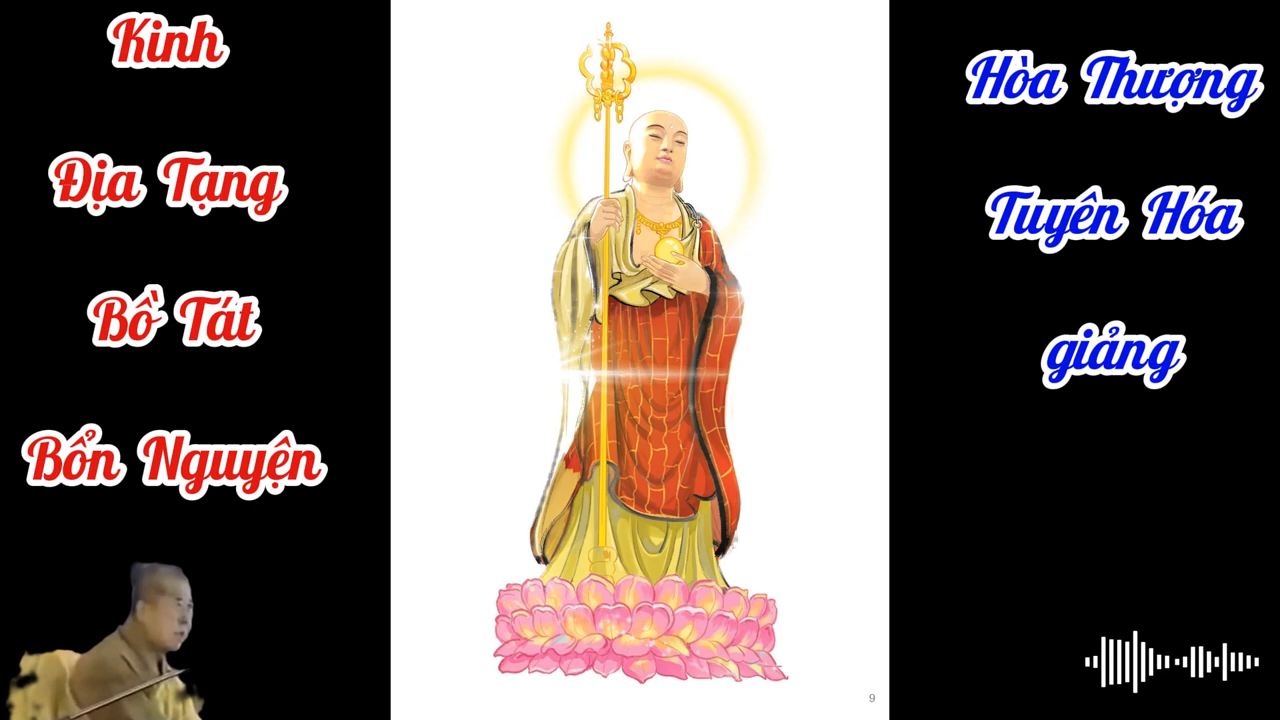 Kinh
Địa Tạng
Bồ Tát
Bổn Nguyện
Hòa Thượng
Tuyên Hóa
giảng
9